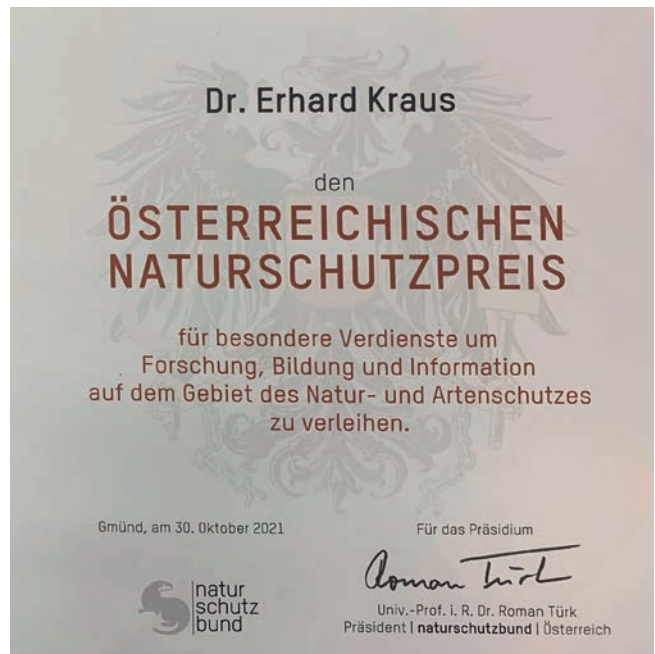 Dr. Erhard Kraus
den
ÖSTERREICHISCHEN
NATURSCHUTZPREIS
für besondere Verdienste um
Forschung, Bildung und Information
auf dem Gebiet des Natur- und Artenschutzes
zu verleihen.
Gmünd, am 30. Oktober 2021
Für das Präsidium
Roman Türk
natur
schutz
bund
Univ.-Prof. i. R. Dr. Roman Türk
Präsident | naturschutzbund | Österreich